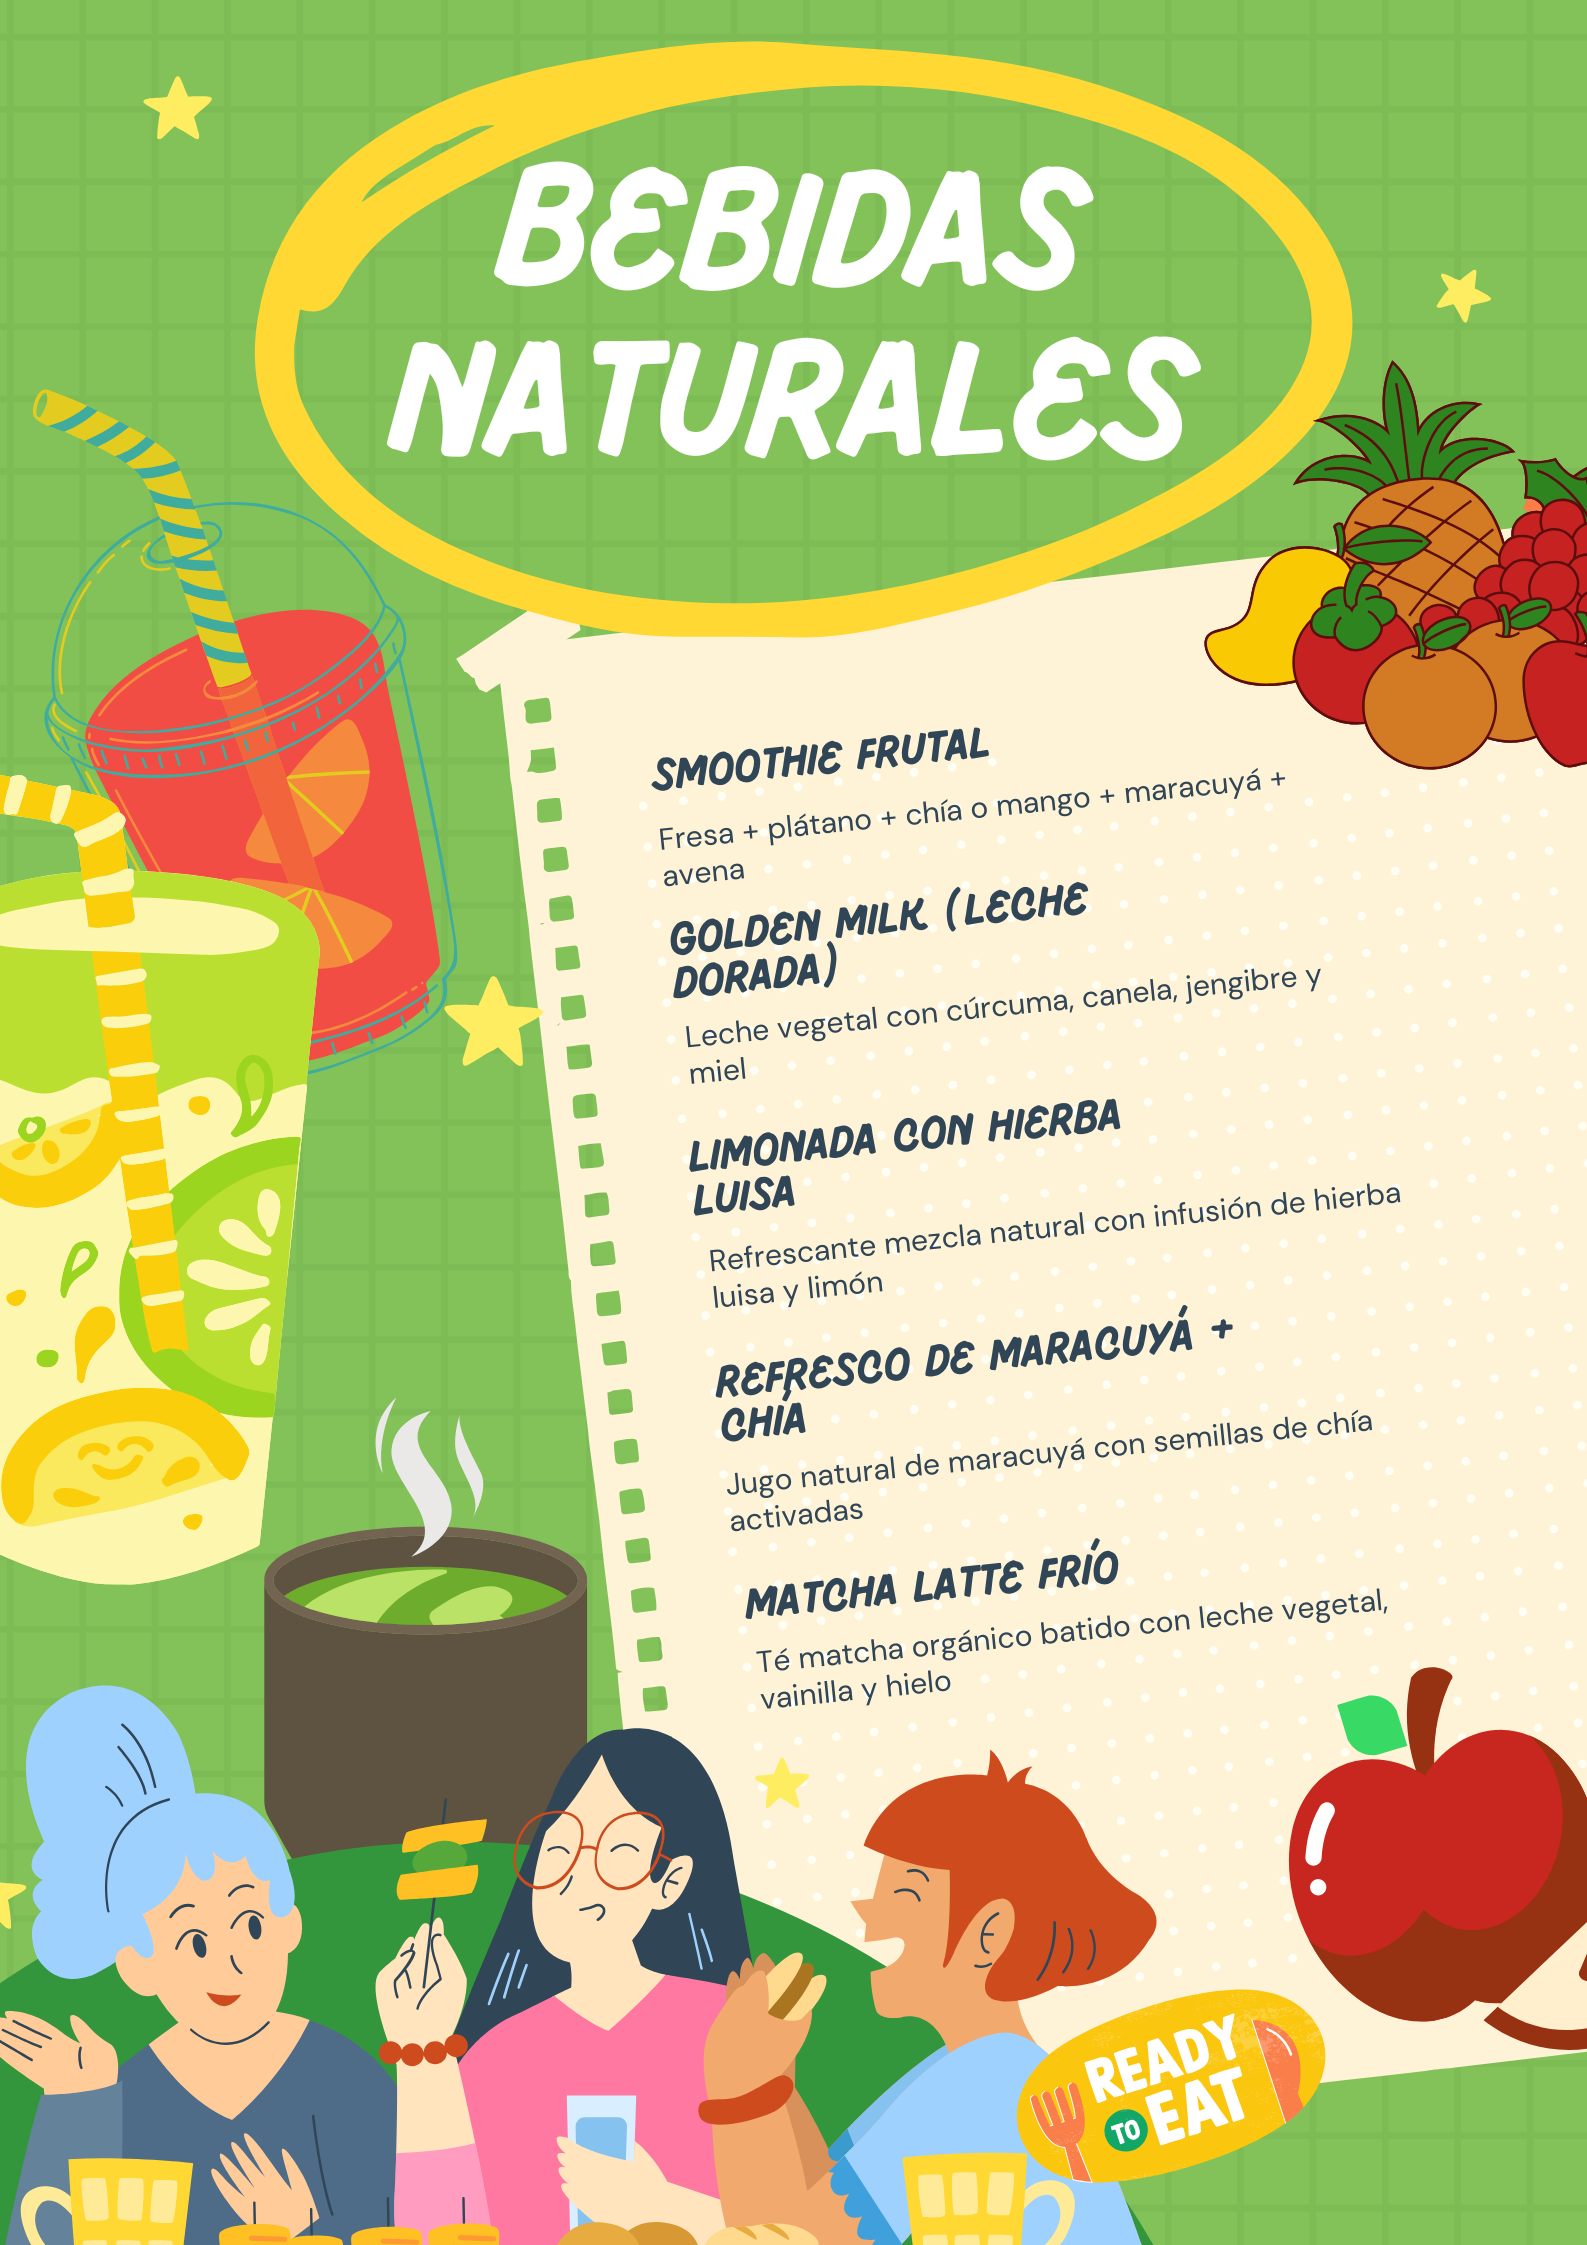 BEBIDAS
NATURALES
SMOOTHIE FRUTAL
Fresa + plátano + chía o mango + maracuyá +
avena
GOLDEN MILK (LECHE
DORADA)
Leche vegetal con cúrcuma, canela, jengibre y
miel
LIMONADA CON HIERBA
LUISA
Refrescante mezcla natural con infusión de hierba
luisa y limón
REFRESCO DE MARACUYÁ +
CHÍA
Jugo natural de maracuyá con semillas de chía
activadas
MATCHA LATTE FRÍO
Té matcha orgánico batido con leche vegetal,
vainilla y hielo
READY
TO EAT